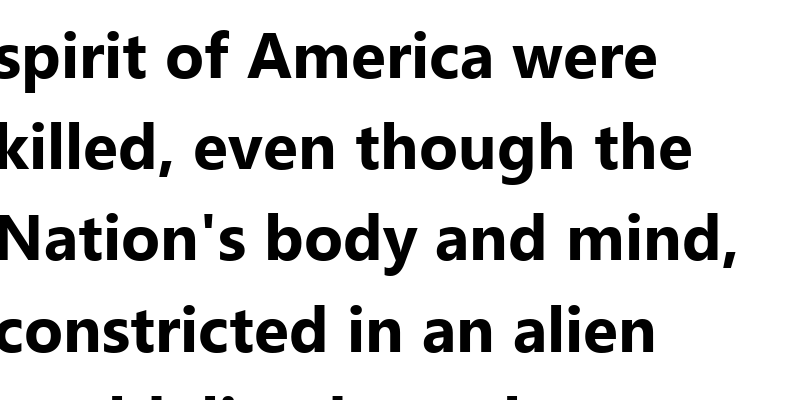 spirit of America were
killed, even though the
Nation's body and mind,
constricted in an alien